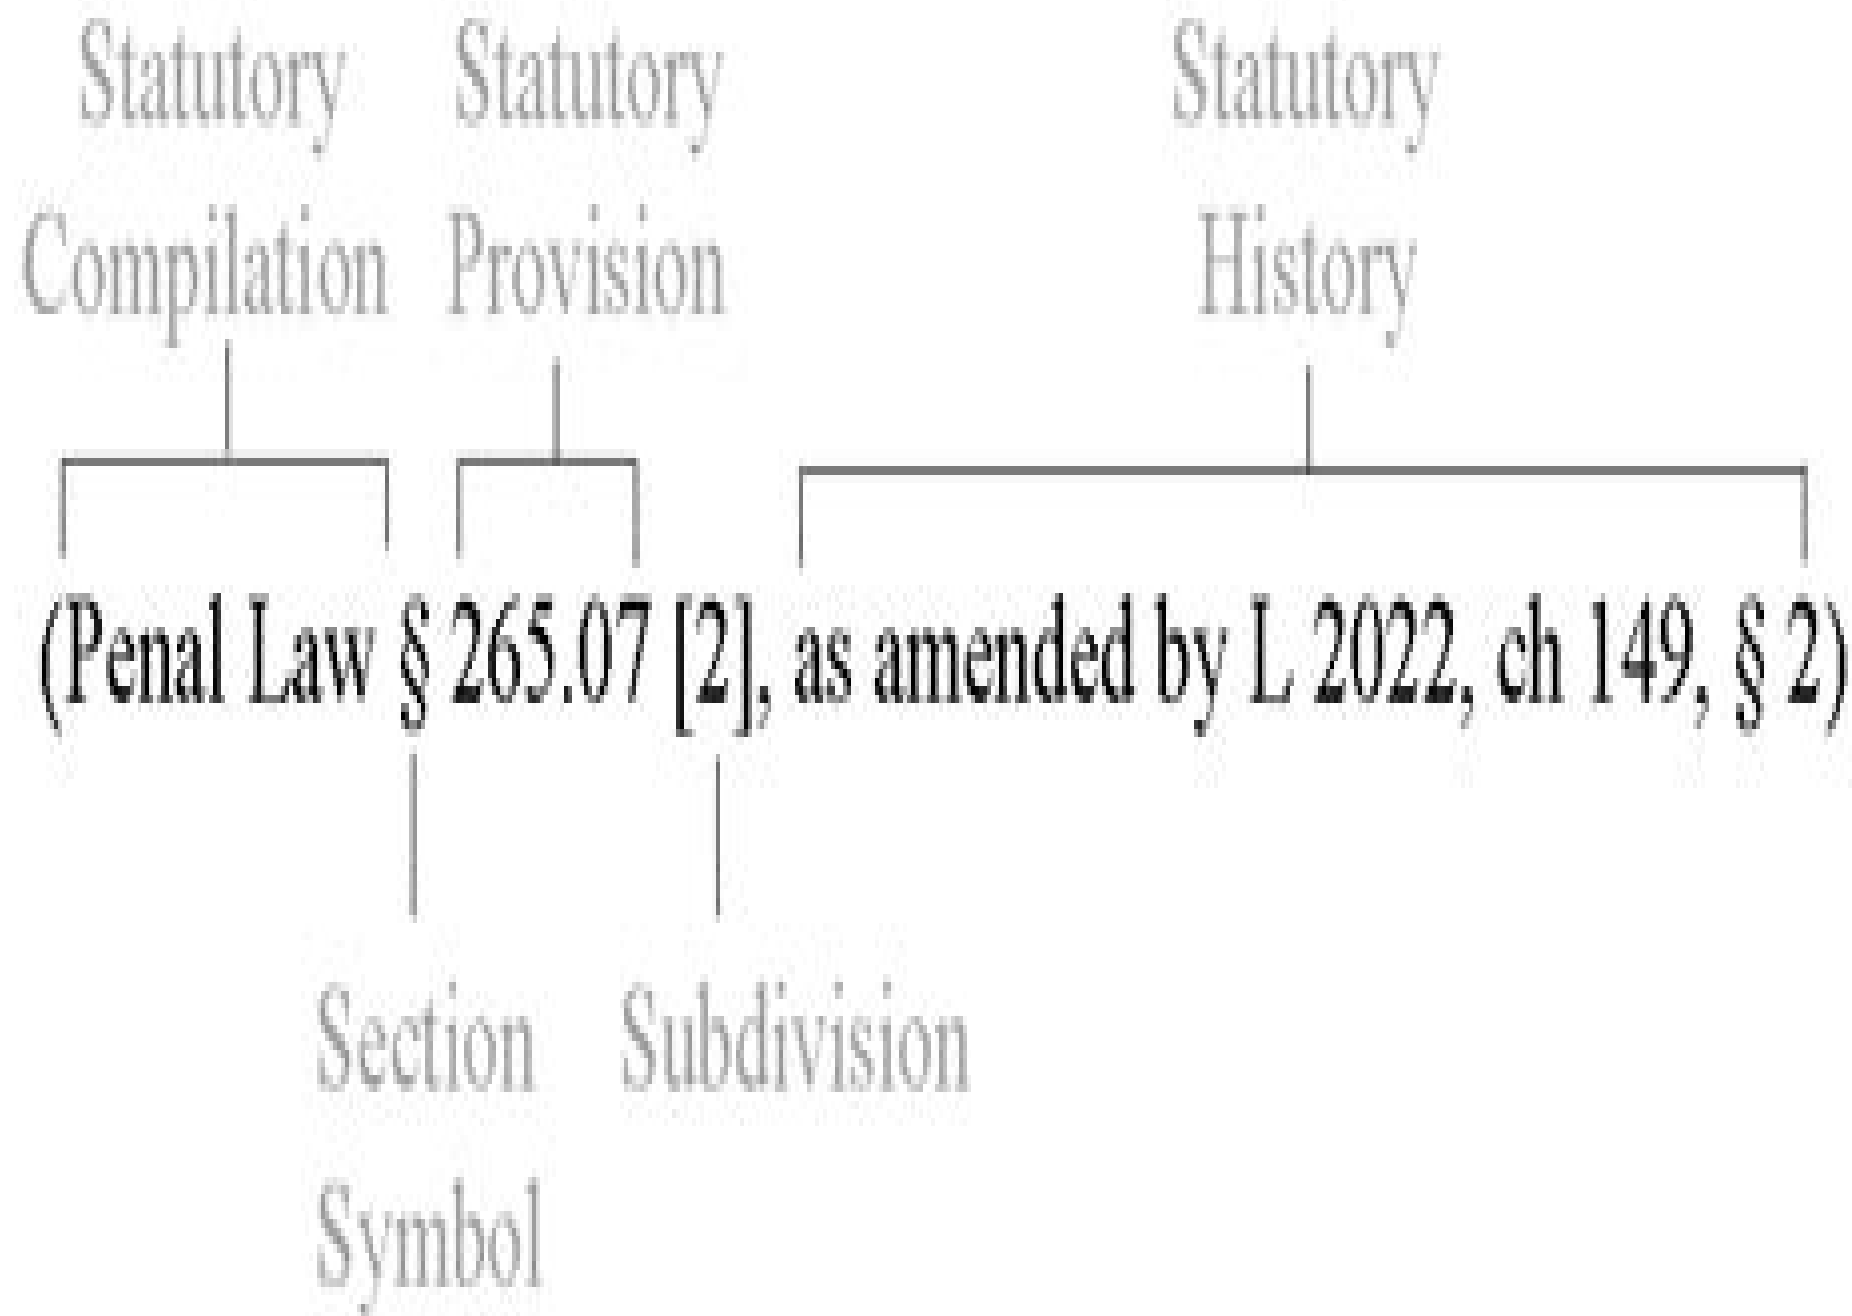 Statutory Statutory Statutory
Compilation Provision History
(Penal Law § 265.07 [2], as amended by L 2022, ch 149, § 2)
Section Subdivision
Symbol